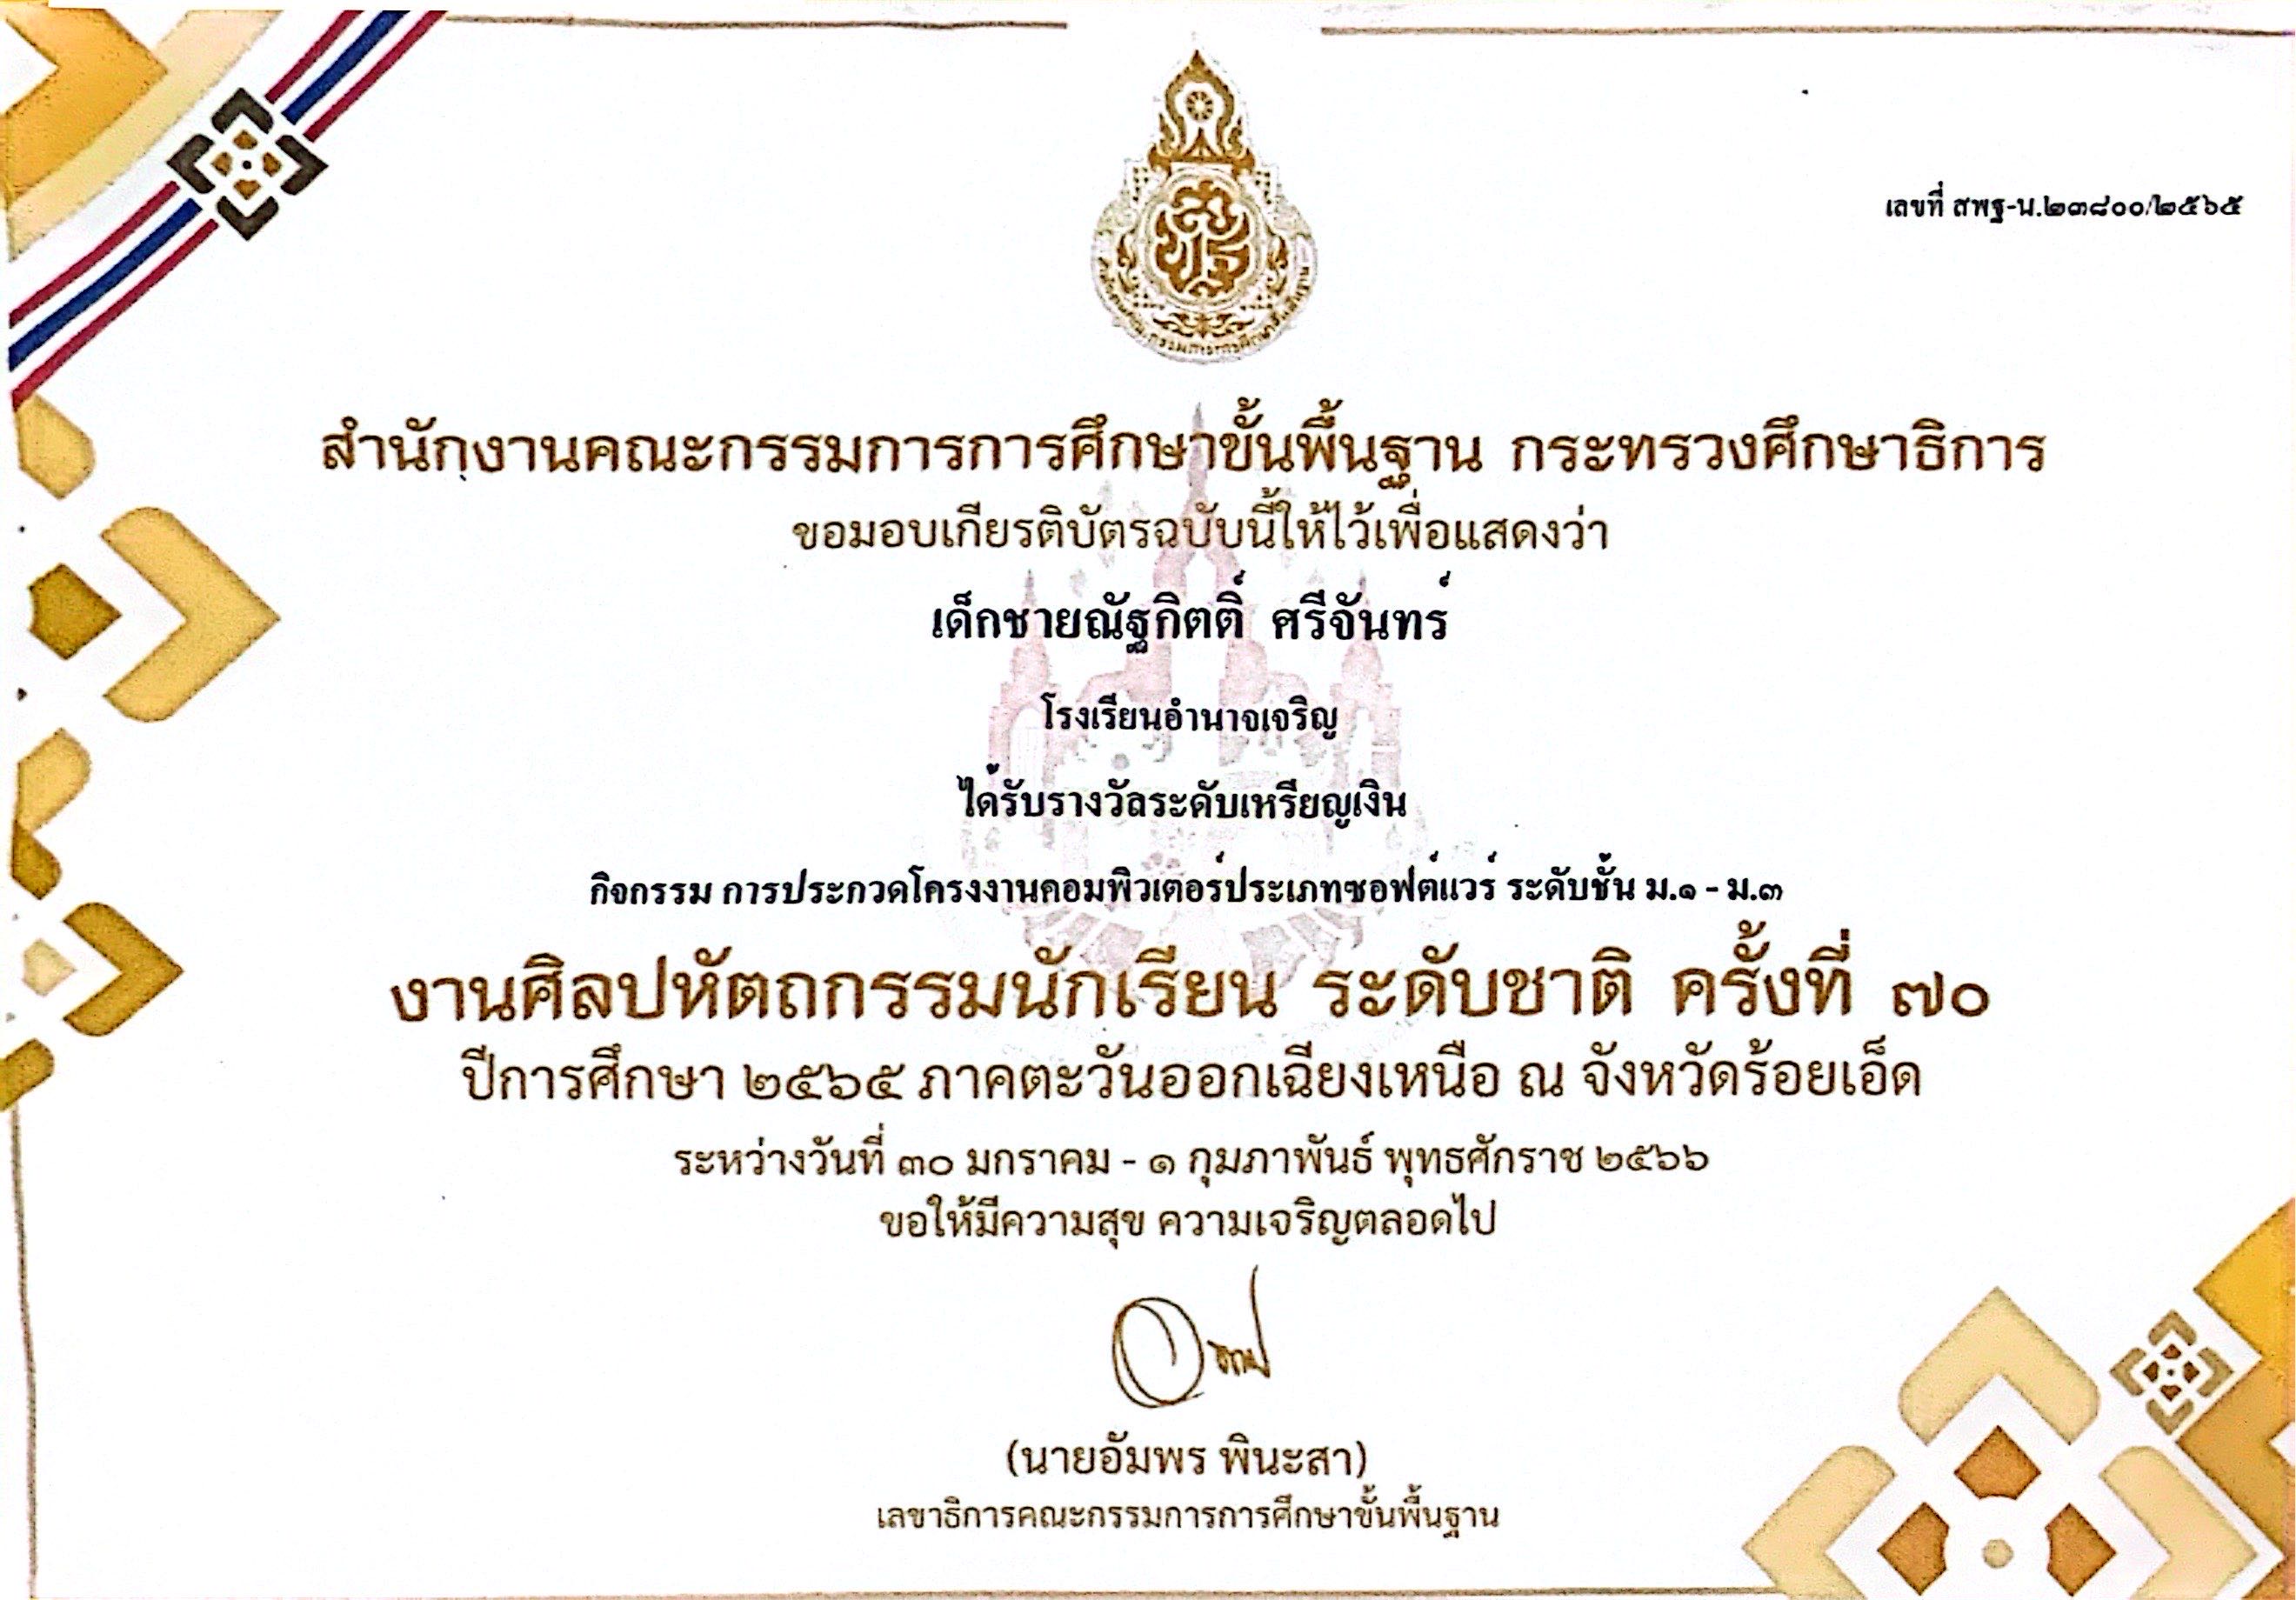 เลขที่ สพฐ-น.๒๓๘๐๐/๒๕๖๕
สำนักงานคณะกรรมการการศึกษาขั้นพื้นฐาน กระทรวงศึกษาธิการ
ขอมอบเกียรติบัตรฉบับนี้ให้ไว้เพื่อแสดงว่า
เด็กชายณัฐกิตติ์ ศรีจันทร์
โรงเรียนอำนาจเจริญ
ได้รับรางวัลระดับเหรียญเงิน
กิจกรรม การประกวดโครงงานคอมพิวเตอร์ประเภทซอฟต์แวร์ ระดับชั้น ม.๑ - ม.๓
งานศิลปหัตถกรรมนักเรียน ระดับชาติ ครั้งที่ ๗๐
ปีการศึกษา ๒๕๖๕ ภาคตะวันออกเฉียงเหนือ ณ จังหวัดร้อยเอ็ด
ระหว่างวันที่ ๓๐ มกราคม - ๑ กุมภาพันธ์ พุทธศักราช ๒๕๖๖
ขอให้มีความสุข ความเจริญตลอดไป
(นายอัมพร พินะสา)
เลขาธิการคณะกรรมการการศึกษาขั้นพื้นฐาน